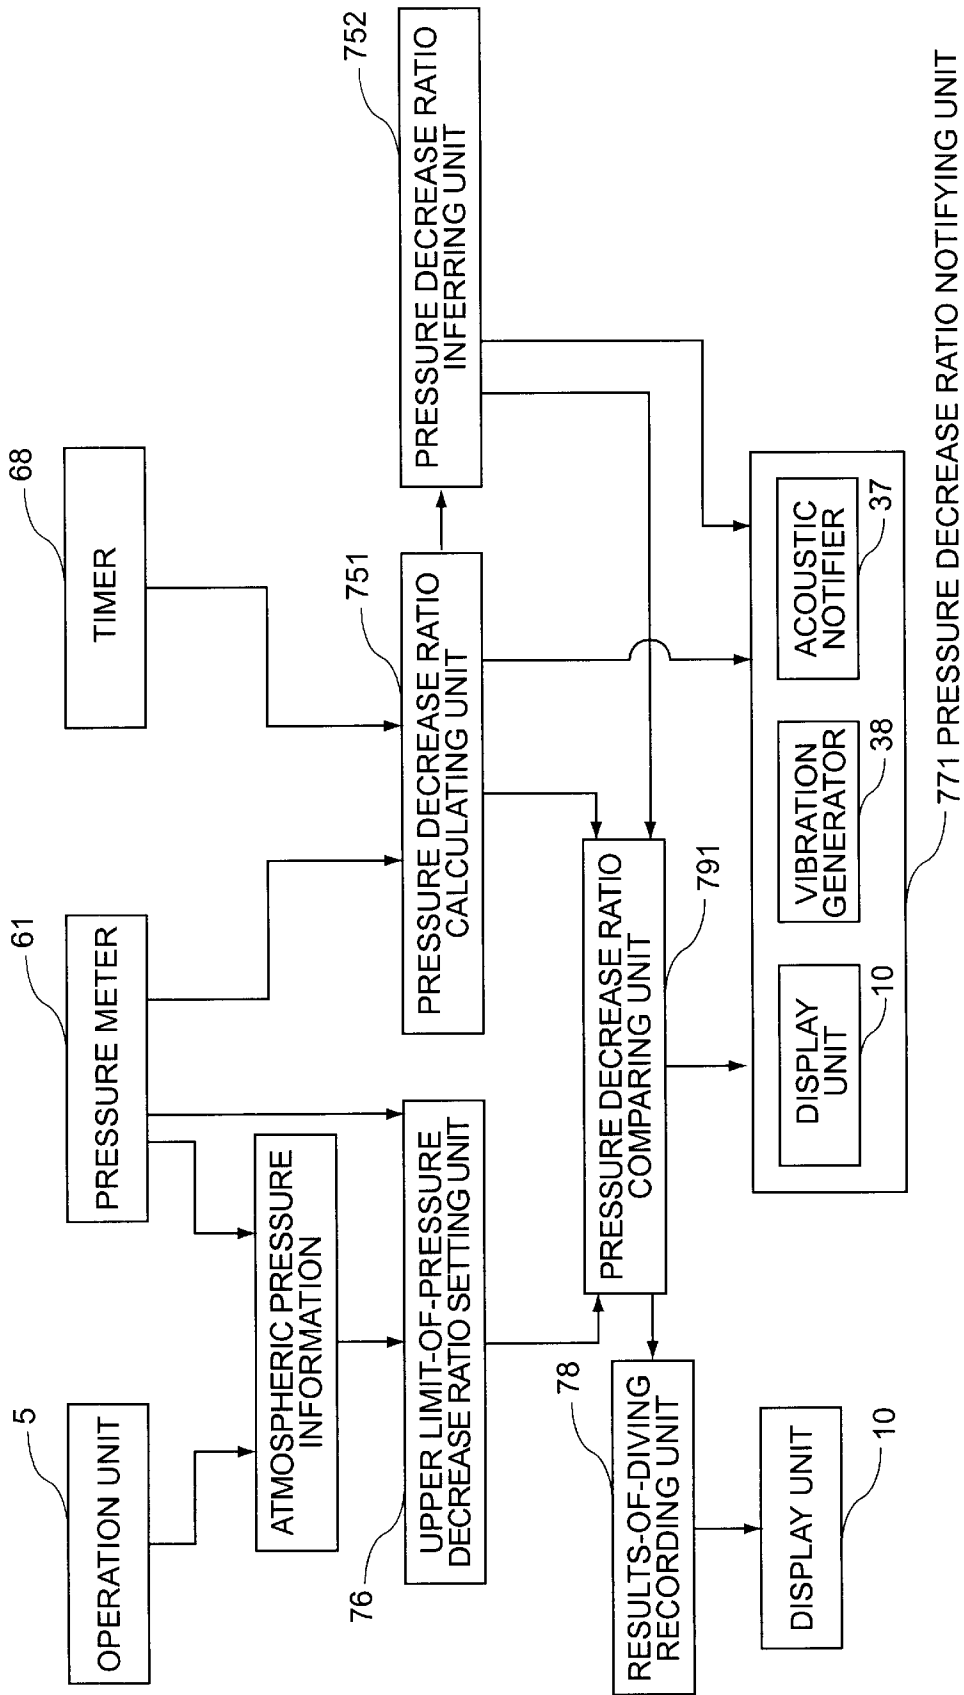 5
OPERATION UNIT
61
PRESSURE METER
68
TIMER
ATMOSPHERIC PRESSURE
INFORMATION
76
UPPER LIMIT-OF-PRESSURE
DECREASE RATIO SETTING UNIT
751
PRESSURE DECREASE RATIO
CALCULATING UNIT
752
PRESSURE DECREASE RATIO
INFERRING UNIT
78
RESULTS-OF-DIVING
RECORDING UNIT
PRESSURE DECREASE RATIO
COMPARING UNIT
791
DISPLAY UNIT
10
DISPLAY
UNIT
10
VIBRATION
GENERATOR
38
ACOUSTIC
NOTIFIER
37
771 PRESSURE DECREASE RATIO NOTIFYING UNIT